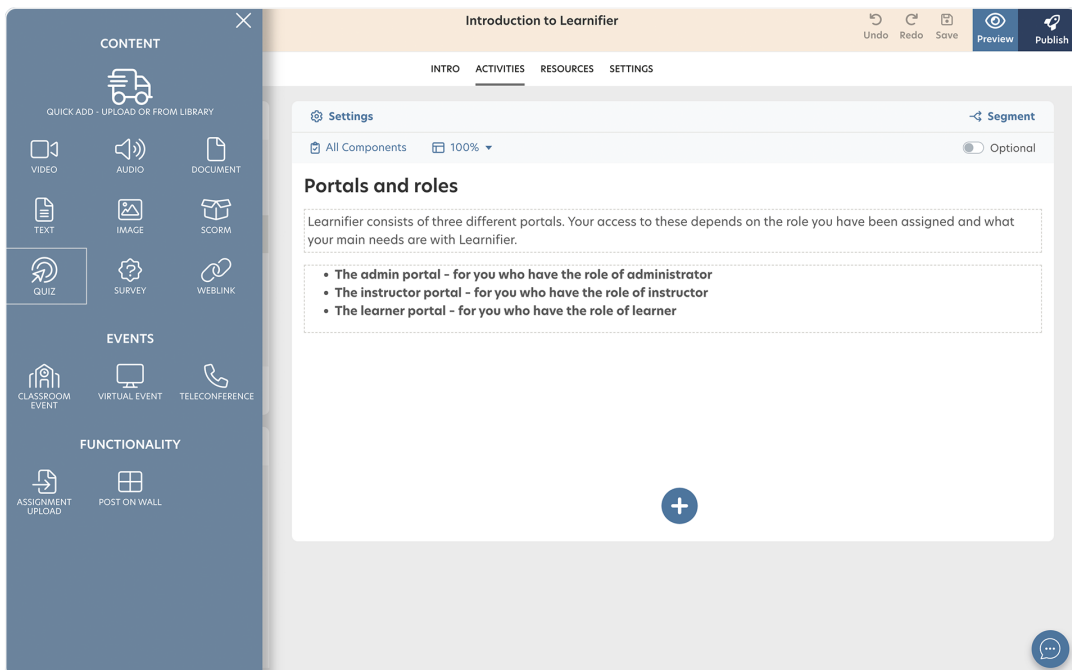 CONTENT
QUICK ADD - UPLOAD OR FROM LIBRARY
VIDEO
AUDIO
DOCUMENT
TEXT
IMAGE
SCORM
QUIZ
SURVEY
WEBLINK
EVENTS
CLASSROOM
EVENT
VIRTUAL EVENT
TELECONFERENCE
FUNCTIONALITY
ASSIGNMENT
UPLOAD
POST ON WALL
Introduction to Learnifier
Undo
Redo
Save
Preview
Publish
INTRO
ACTIVITIES
RESOURCES
SETTINGS
Settings
Segment
All Components
100%
Optional
Portals and roles
Learnifier consists of three different portals. Your access to these depends on the role you have been assigned and what
your main needs are with Learnifier.
• The admin portal – for you who have the role of administrator
• The instructor portal – for you who have the role of instructor
• The learner portal – for you who have the role of learner